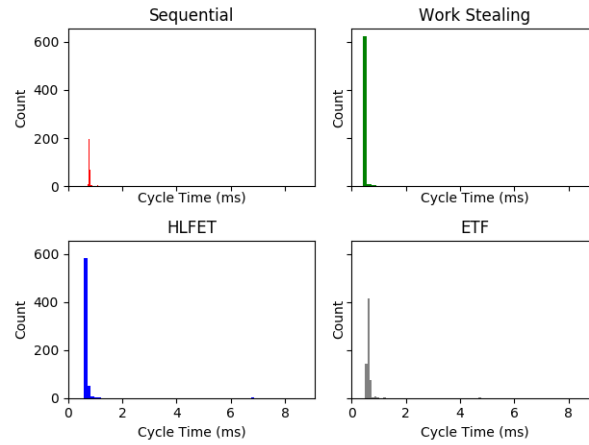 Sequential
Work Stealing
600
400
200
0
Count
Count
Cycle Time (ms)
Cycle Time (ms)
HLFET
ETF
600
400
200
0
Count
Count
0 2 4 6 8
0 2 4 6 8
Cycle Time (ms)
Cycle Time (ms)